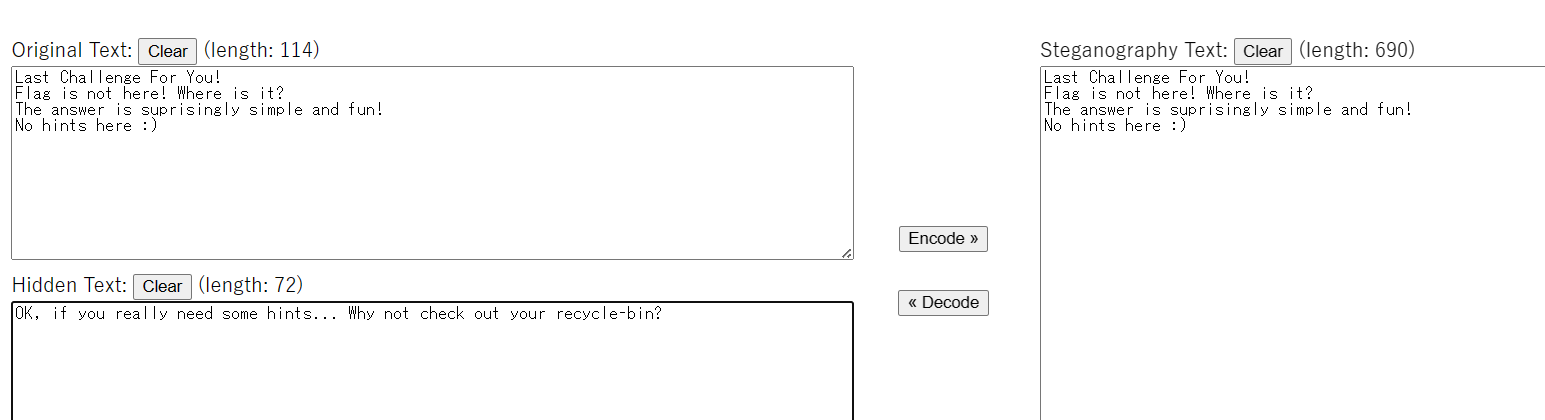 Original Text: Clear (length: 114)
Last Challenge For You!
Flag is not here! Where is it?
The answer is suprisingly simple and fun!
No hints here :)
Hidden Text: Clear (length: 72)
OK, if you really need some hints... Why not check out your recycle-bin?
Encode »
« Decode
Steganography Text: Clear (length: 690)
Last Challenge For You!
Flag is not here! Where is it?
The answer is suprisingly simple and fun!
No hints here :)